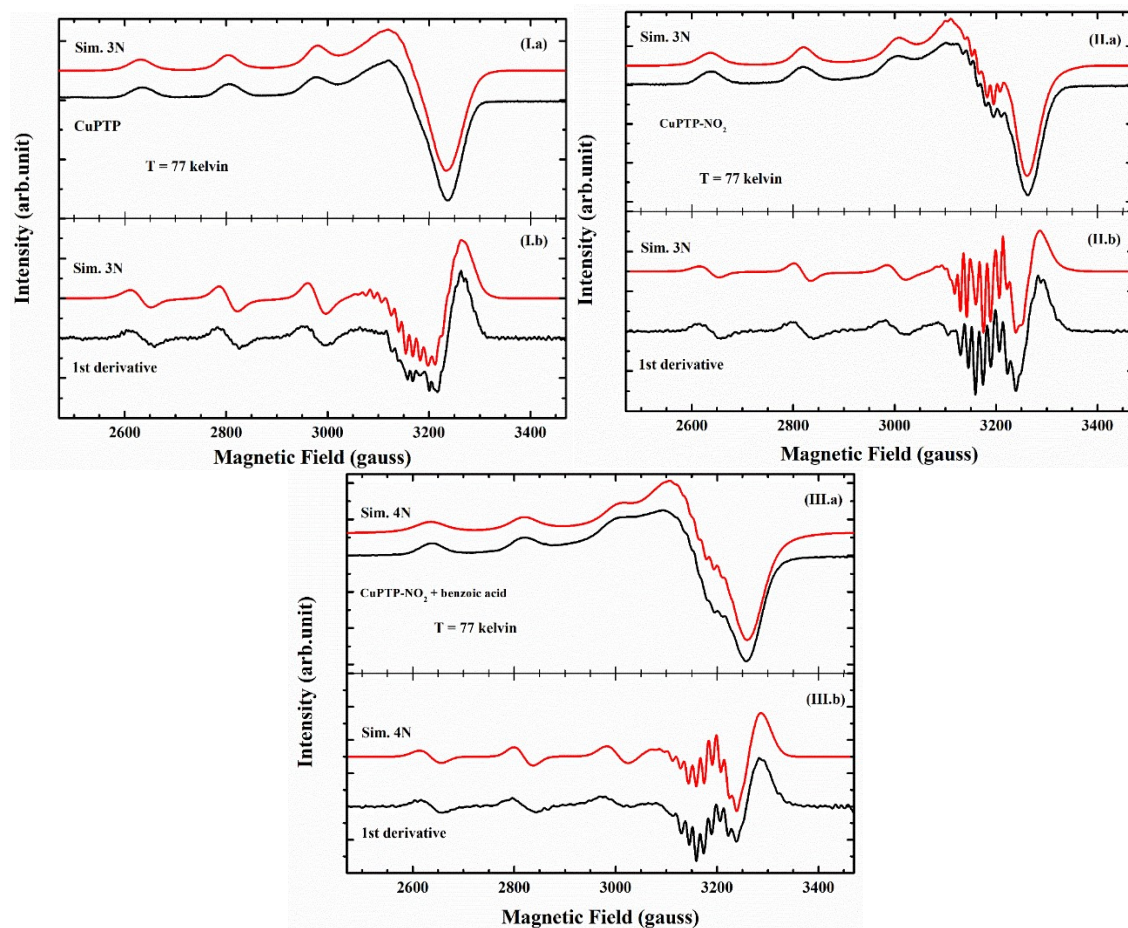 (I.a)
Sim. 3N
CuPTP
T = 77 kelvin
(I.b)
Sim. 3N
1st derivative
2600 2800 3000 3200 3400
Magnetic Field (gauss)
Intensity (arb.unit)
(II.a)
Sim. 3N
CuPTP-NO₂
T = 77 kelvin
(II.b)
Sim. 3N
1st derivative
2600 2800 3000 3200 3400
Magnetic Field (gauss)
Intensity (arb.unit)
(III.a)
Sim. 4N
CuPTP-NO₂ + benzoic acid
T = 77 kelvin
(III.b)
Sim. 4N
1st derivative
2600 2800 3000 3200 3400
Magnetic Field (gauss)
Intensity (arb.unit)